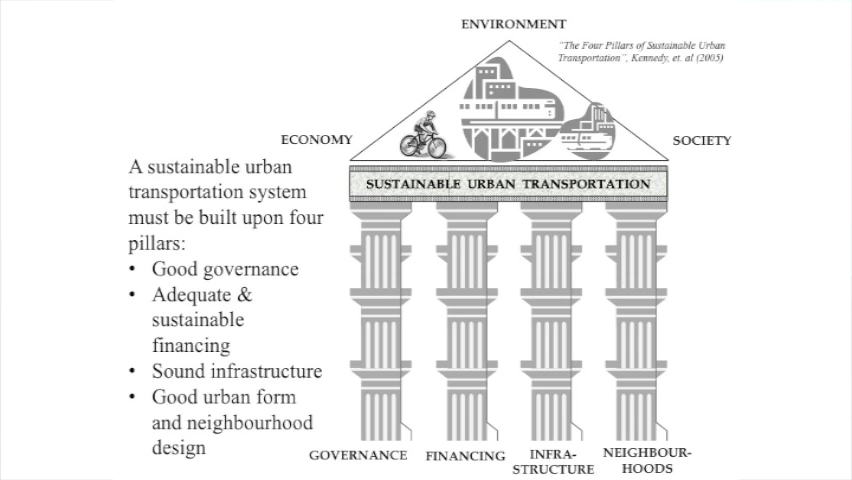 ENVIRONMENT
"The Four Pillars of Sustainable Urban
Transportation", Kennedy, et. al (2005)
ECONOMY
SOCIETY
A sustainable urban
transportation system
must be built upon four
pillars:
• Good governance
• Adequate &
sustainable
financing
• Sound infrastructure
• Good urban form
and neighbourhood
design
SUSTAINABLE URBAN TRANSPORTATION
GOVERNANCE
FINANCING
INFRA-
STRUCTURE
NEIGHBOUR-
HOODS